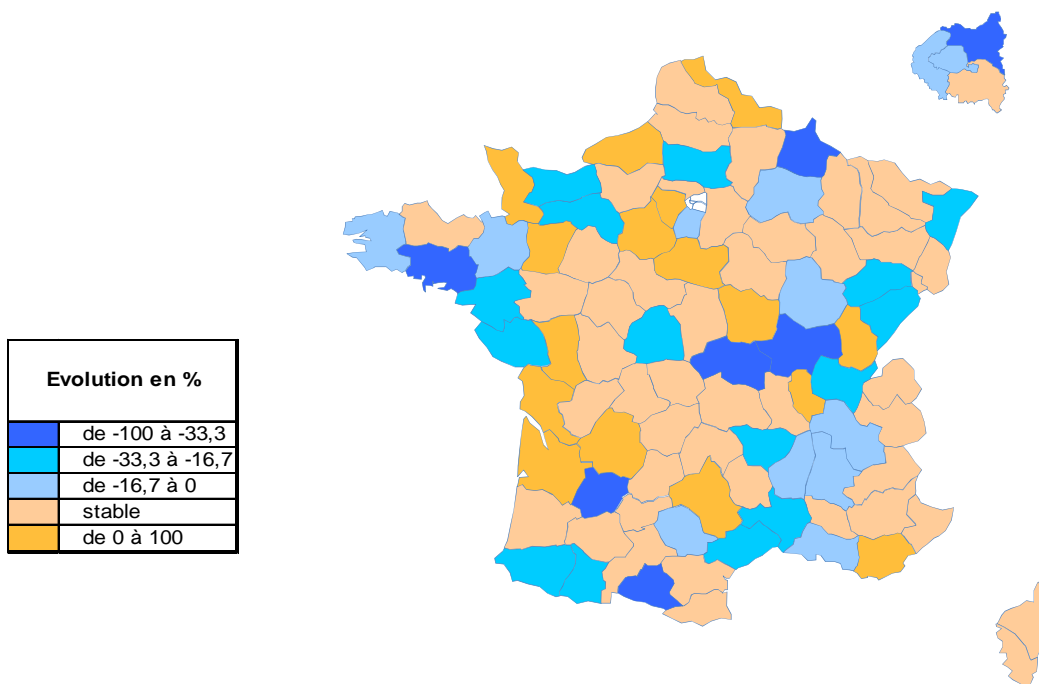 Evolution en %
de -100 à -33,3
de -33,3 à -16,7
de -16,7 à 0
stable
de 0 à 100